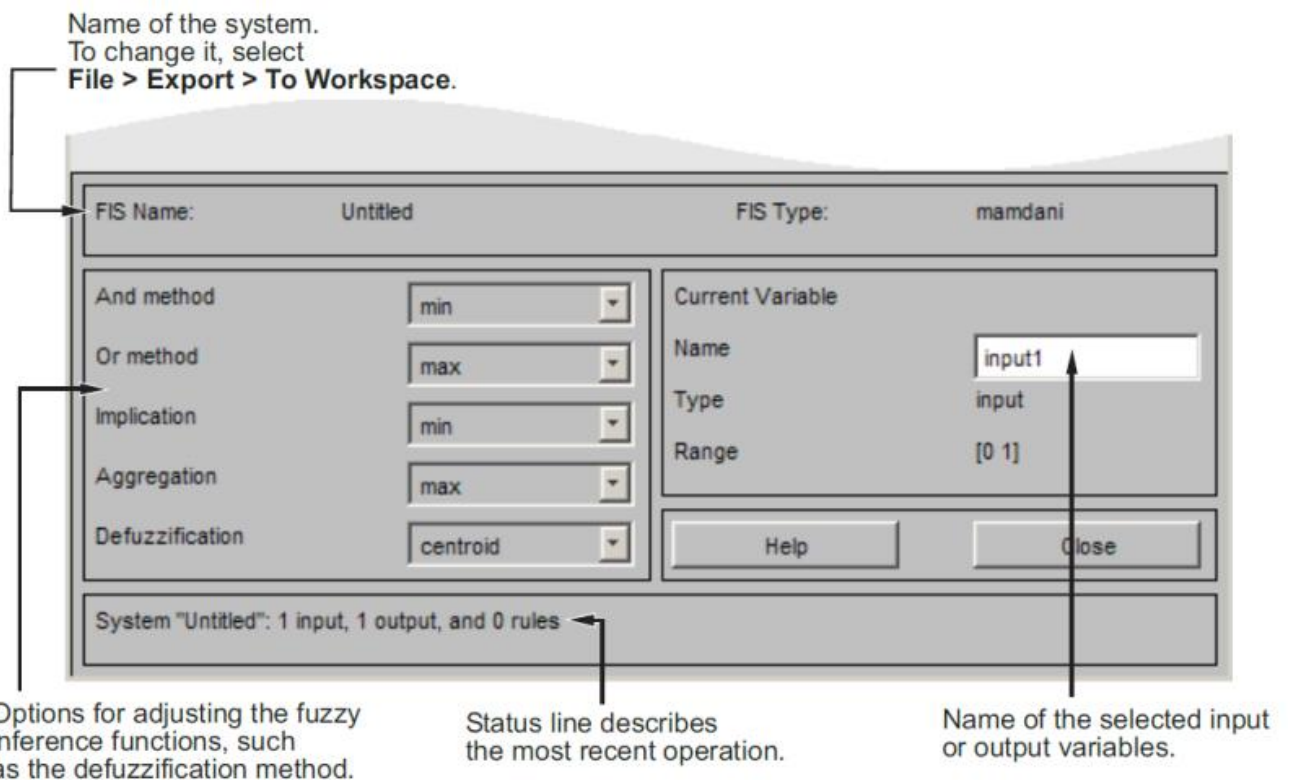 Name of the system.
To change it, select
File > Export > To Workspace.
FIS Name: Untitled FIS Type: mamdani
And method min
Or method max
Implication min
Aggregation max
Defuzzification centroid
Current Variable
Name input1
Type input
Range [0 1]
Help Close
System "Untitled": 1 input, 1 output, and 0 rules
Options for adjusting the fuzzy
inference functions, such
as the defuzzification method.
Status line describes
the most recent operation.
Name of the selected input
or output variables.